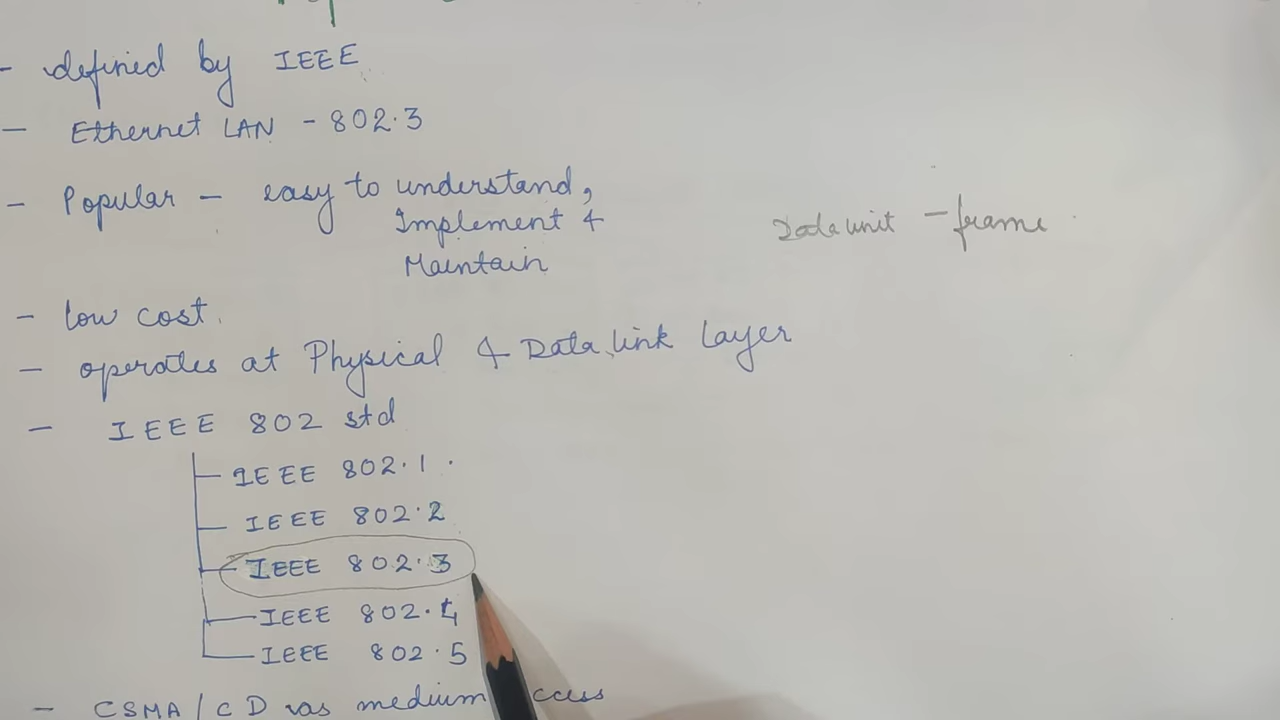 - defined by IEEE
- Ethernet LAN - 802.3
- Popular - easy to understand,
Implement &
Maintain
Data unit - frame
- low cost.
- operates at Physical & Data link layer
- IEEE 802 std
IEEE 802.1
IEEE 802.2
IEEE 802.3
IEEE 802.4
IEEE 802.5
- CSMA/CD as medium